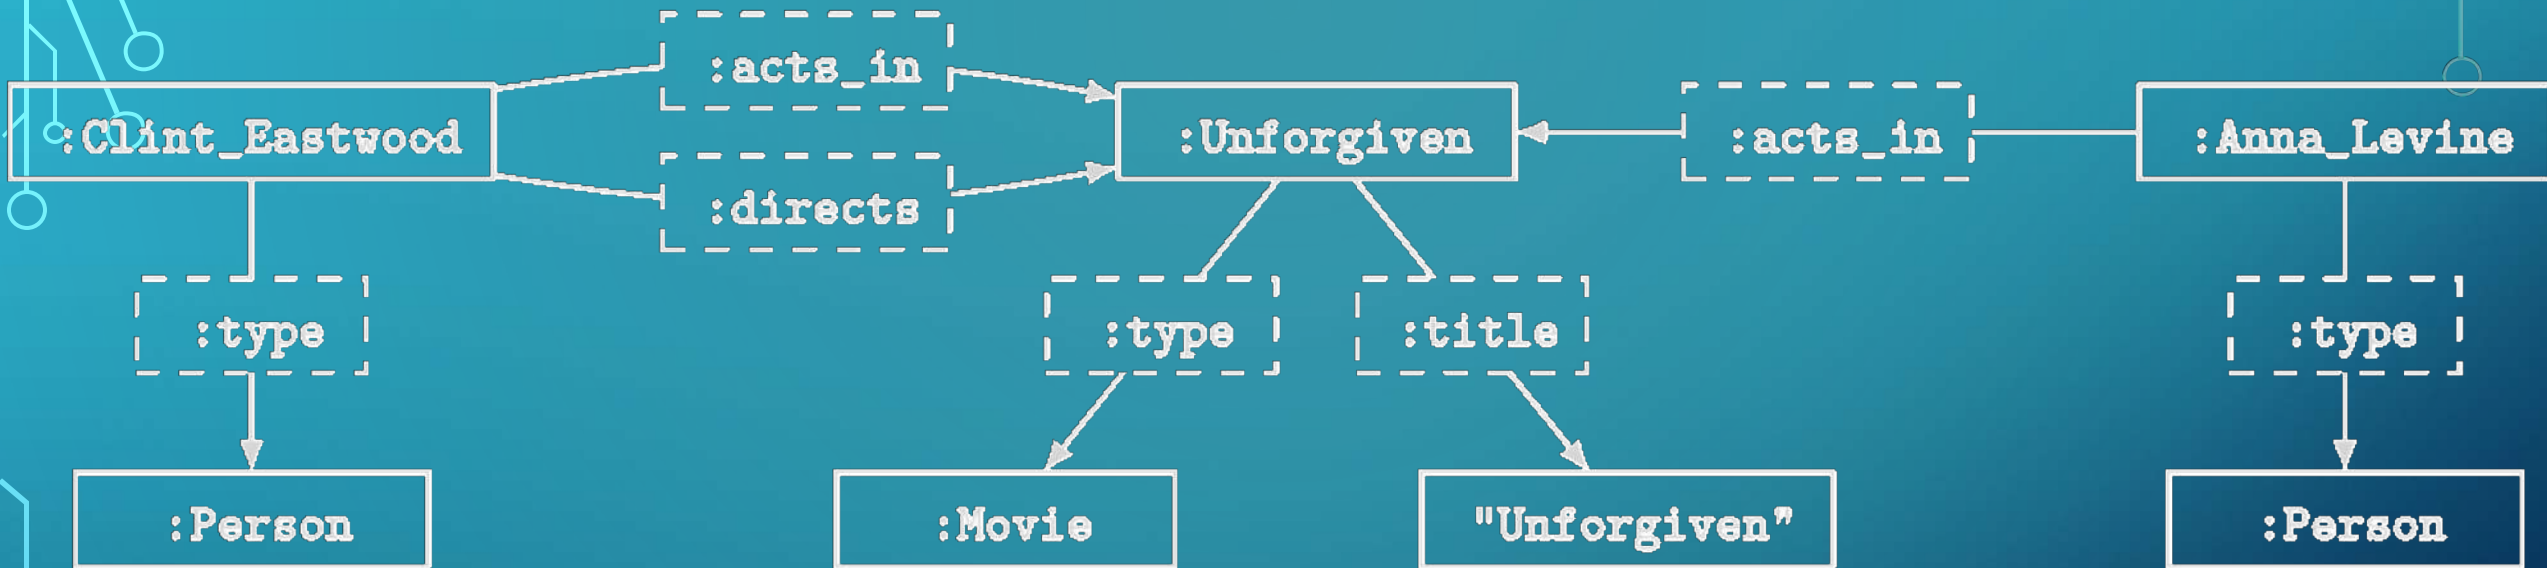 :acts_in
:Clint_Eastwood
:Unforgiven
:acts_in
:Anna_Levine
:directs
:type
:type
:title
:type
:Person
:Movie
"Unforgiven"
:Person